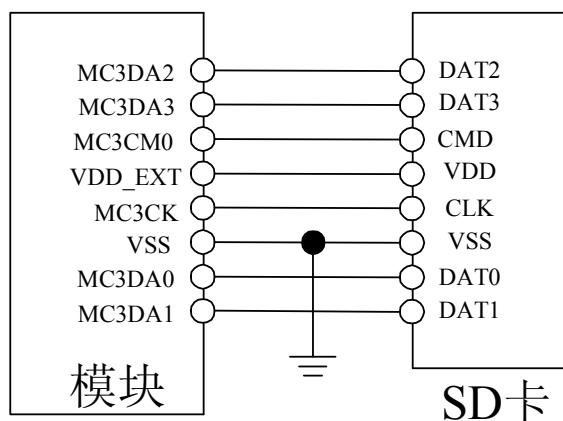 MC3DA2 DAT2
MC3DA3 DAT3
MC3CM0 CMD
VDD_EXT VDD
MC3CK CLK
VSS VSS
MC3DA0 DAT0
MC3DA1 DAT1
模块 SD卡